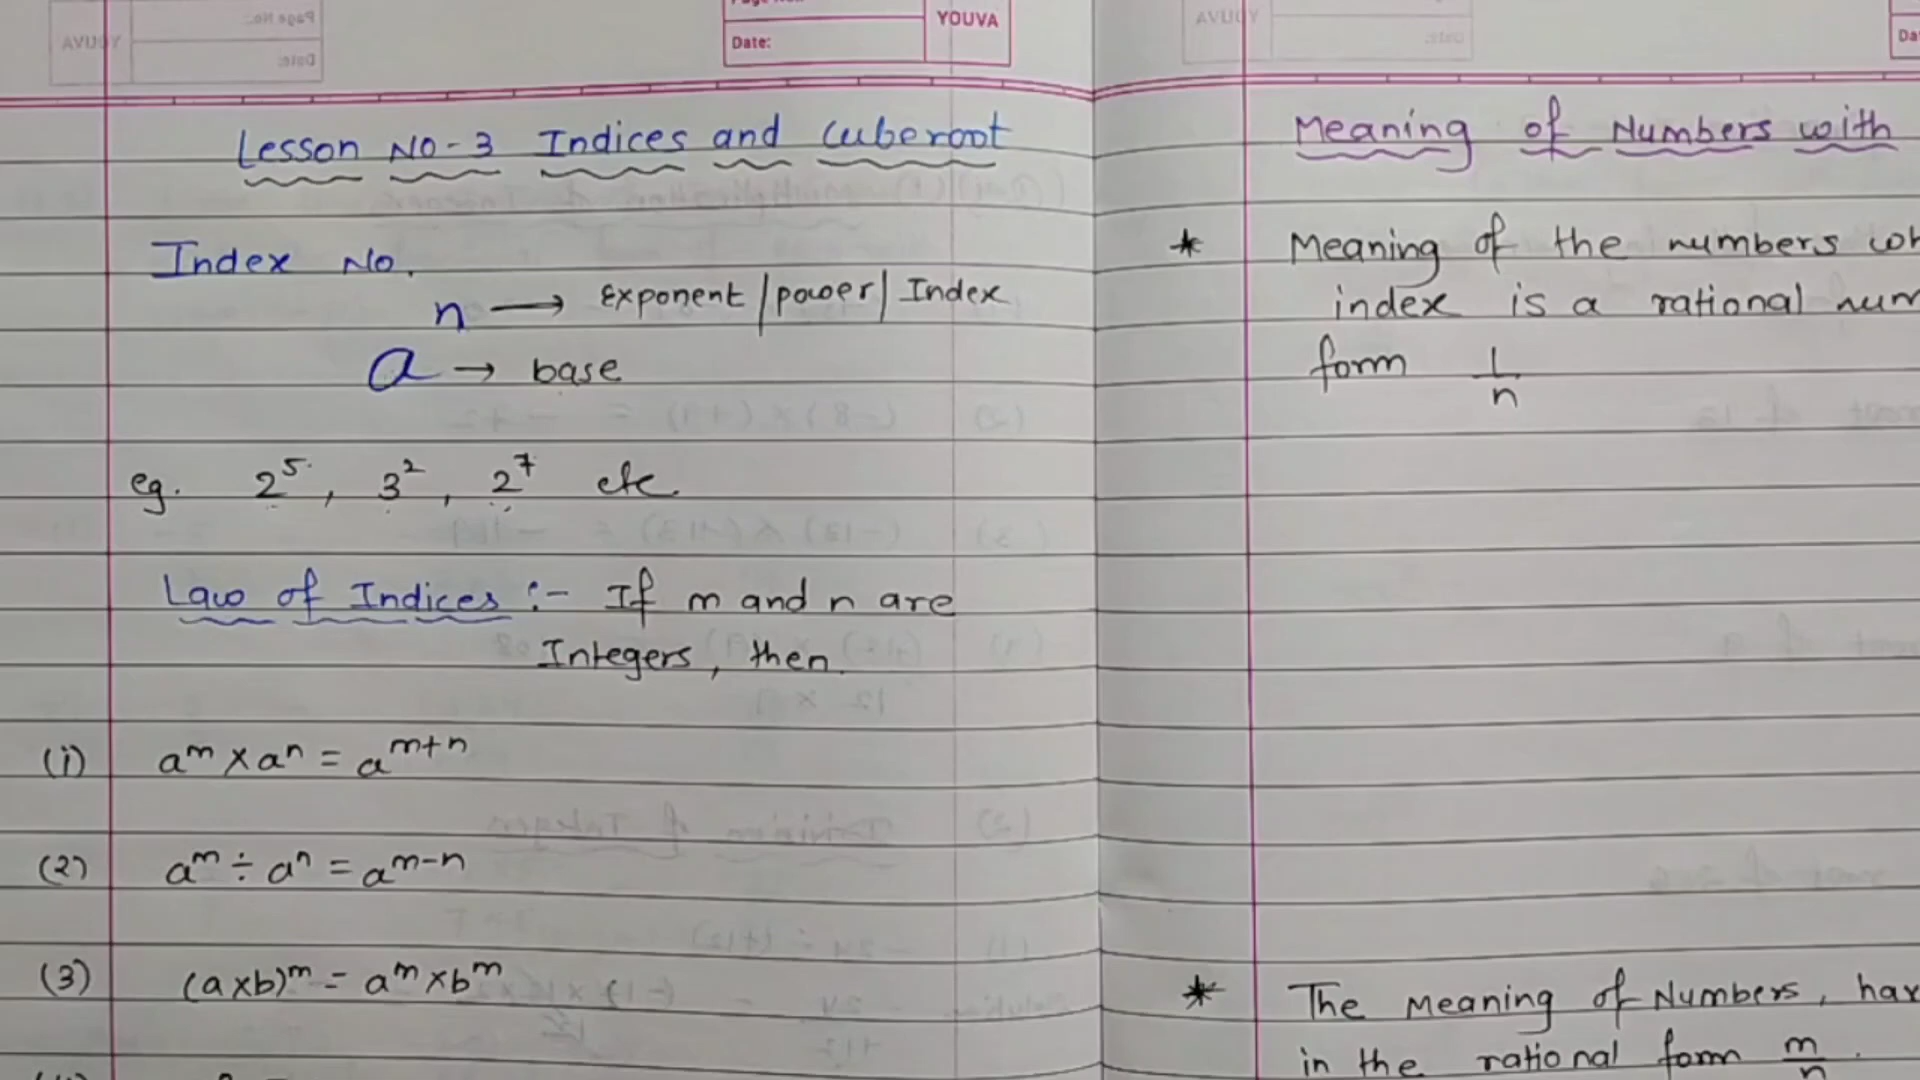 YOUVA
Date:
Lesson NO-3 Indices and Cuberoot
Index No.
n → Exponent/power/Index
a → base
eg. 2⁵, 3², 2⁷ etc.
Law of Indices :- If m and n are
Integers, then
(i) aᵐ × aⁿ = aᵐ⁺ⁿ
(2) aᵐ ÷ aⁿ = aᵐ⁻ⁿ
(3) (a×b)ᵐ = aᵐ×bᵐ
Meaning of Numbers with
* Meaning of the numbers
index is a rational
form 1/n
* The Meaning of Numbers,
in the rational form m/n.